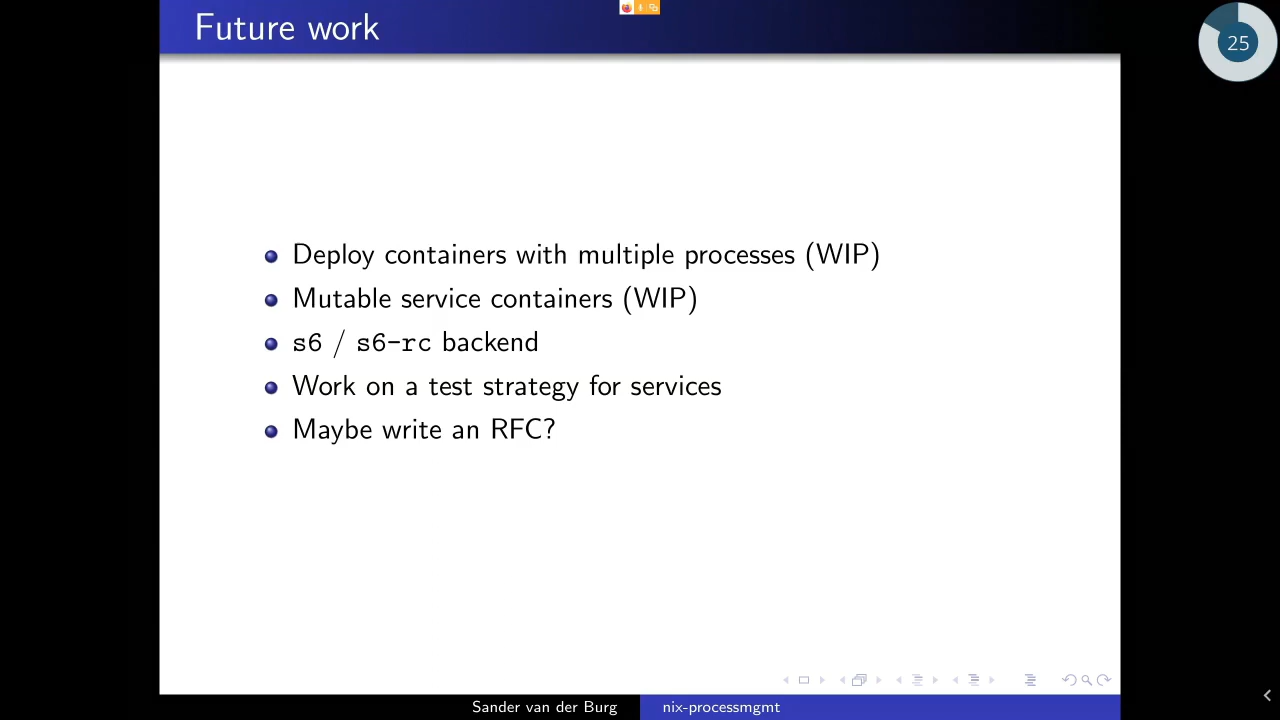 Future work
25
Deploy containers with multiple processes (WIP)
Mutable service containers (WIP)
s6 / s6-rc backend
Work on a test strategy for services
Maybe write an RFC?
Sander van der Burg
nix-processmgmt